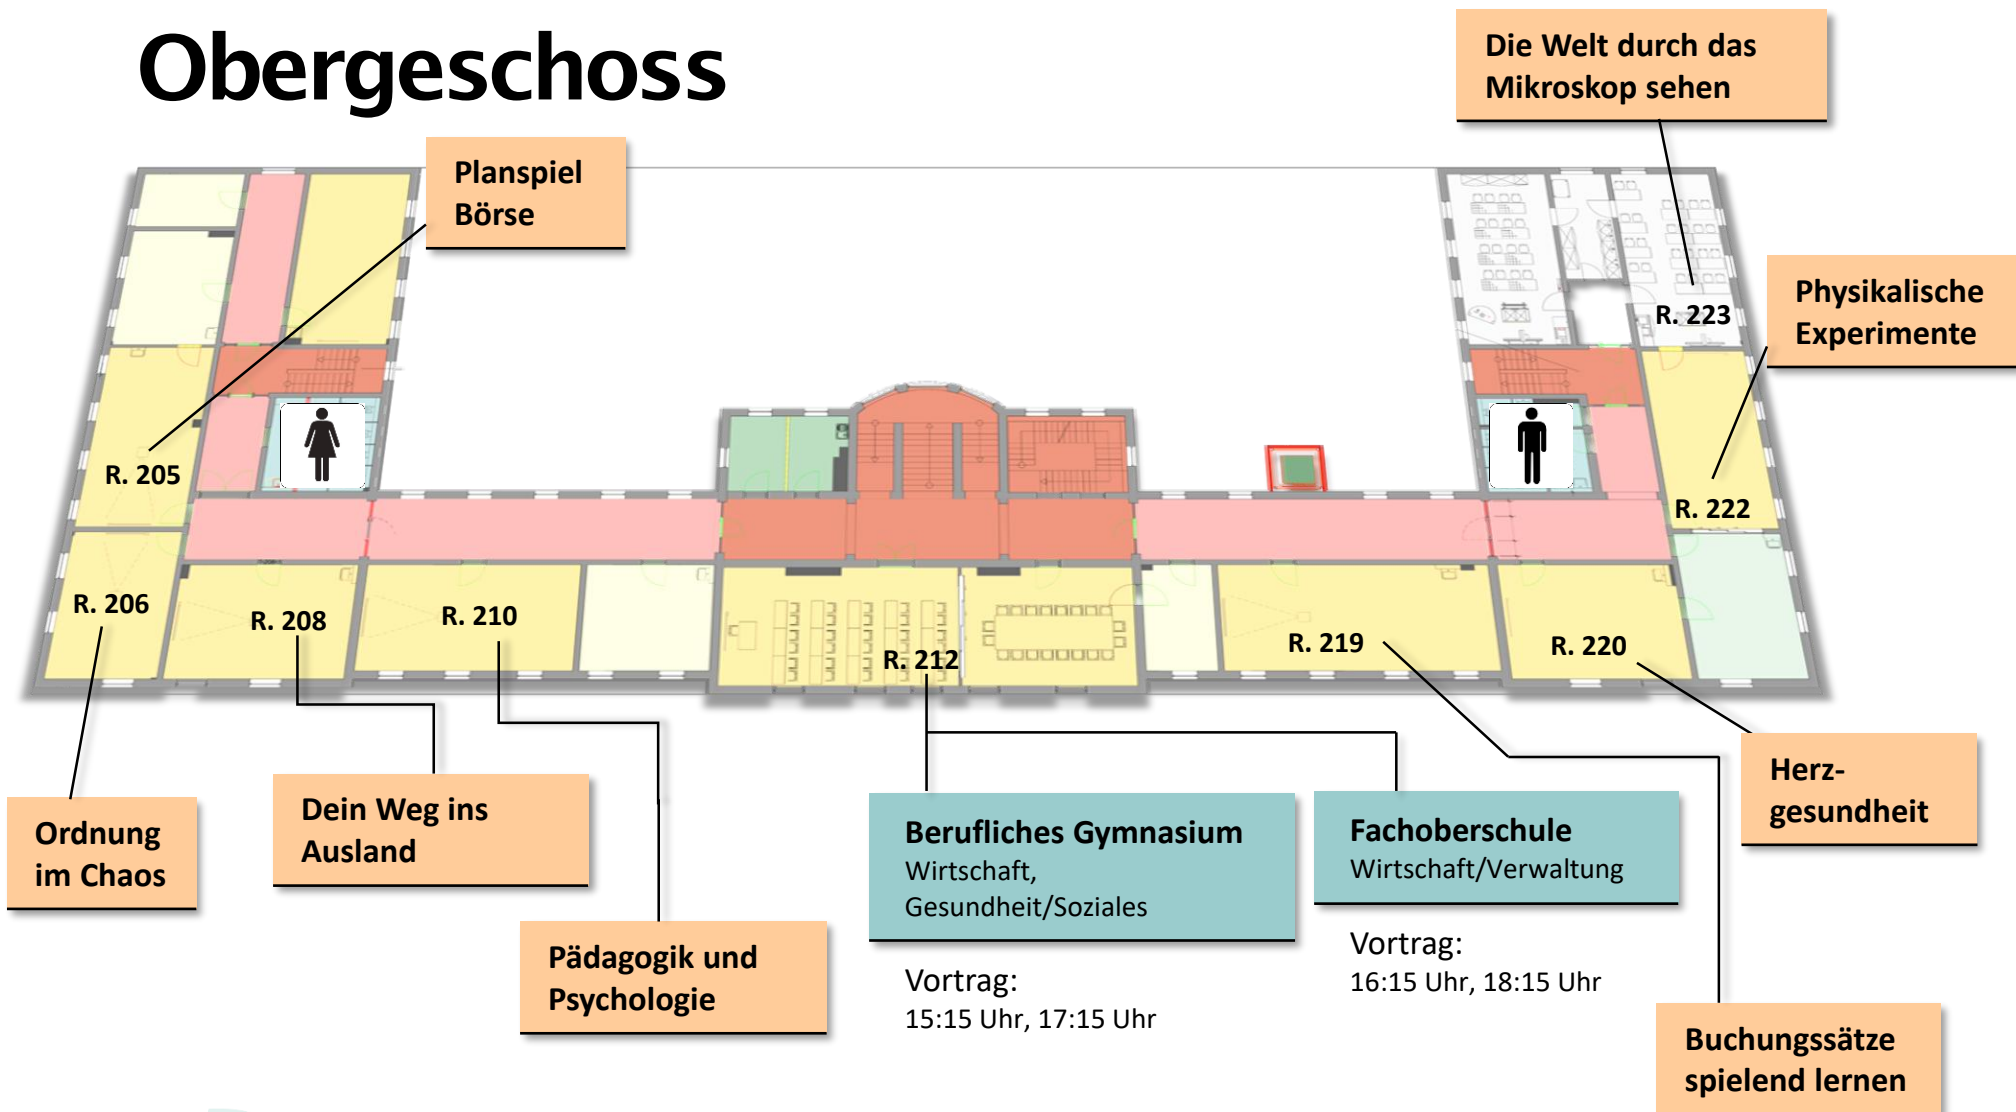 Obergeschoss
Die Welt durch das
Mikroskop sehen
Planspiel
Börse
Physikalische
Experimente
R. 223
R. 205
R. 222
R. 206
R. 208
R. 210
R. 212
R. 219
R. 220
Herz-
gesundheit
Ordnung
im Chaos
Dein Weg ins
Ausland
Berufliches Gymnasium
Wirtschaft,
Gesundheit/Soziales
Fachoberschule
Wirtschaft/Verwaltung
Pädagogik und
Psychologie
Vortrag:
15:15 Uhr, 17:15 Uhr
Vortrag:
16:15 Uhr, 18:15 Uhr
Buchungssätze
spielend lernen